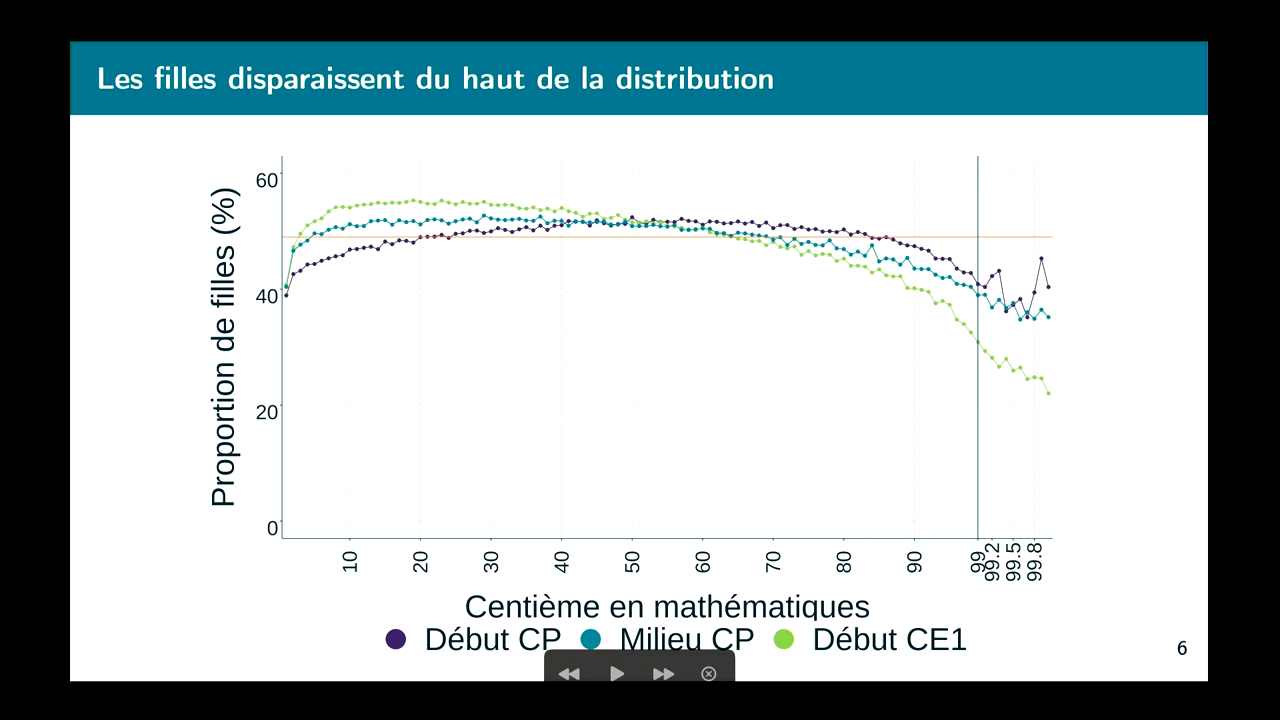 Les filles disparaissent du haut de la distribution
Proportion de filles (%)
60
40
20
0
10 20 30 40 50 60 70 80 90 99 99.2 99.5 99.8
Centième en mathématiques
Début CP Milieu CP Début CE1
6